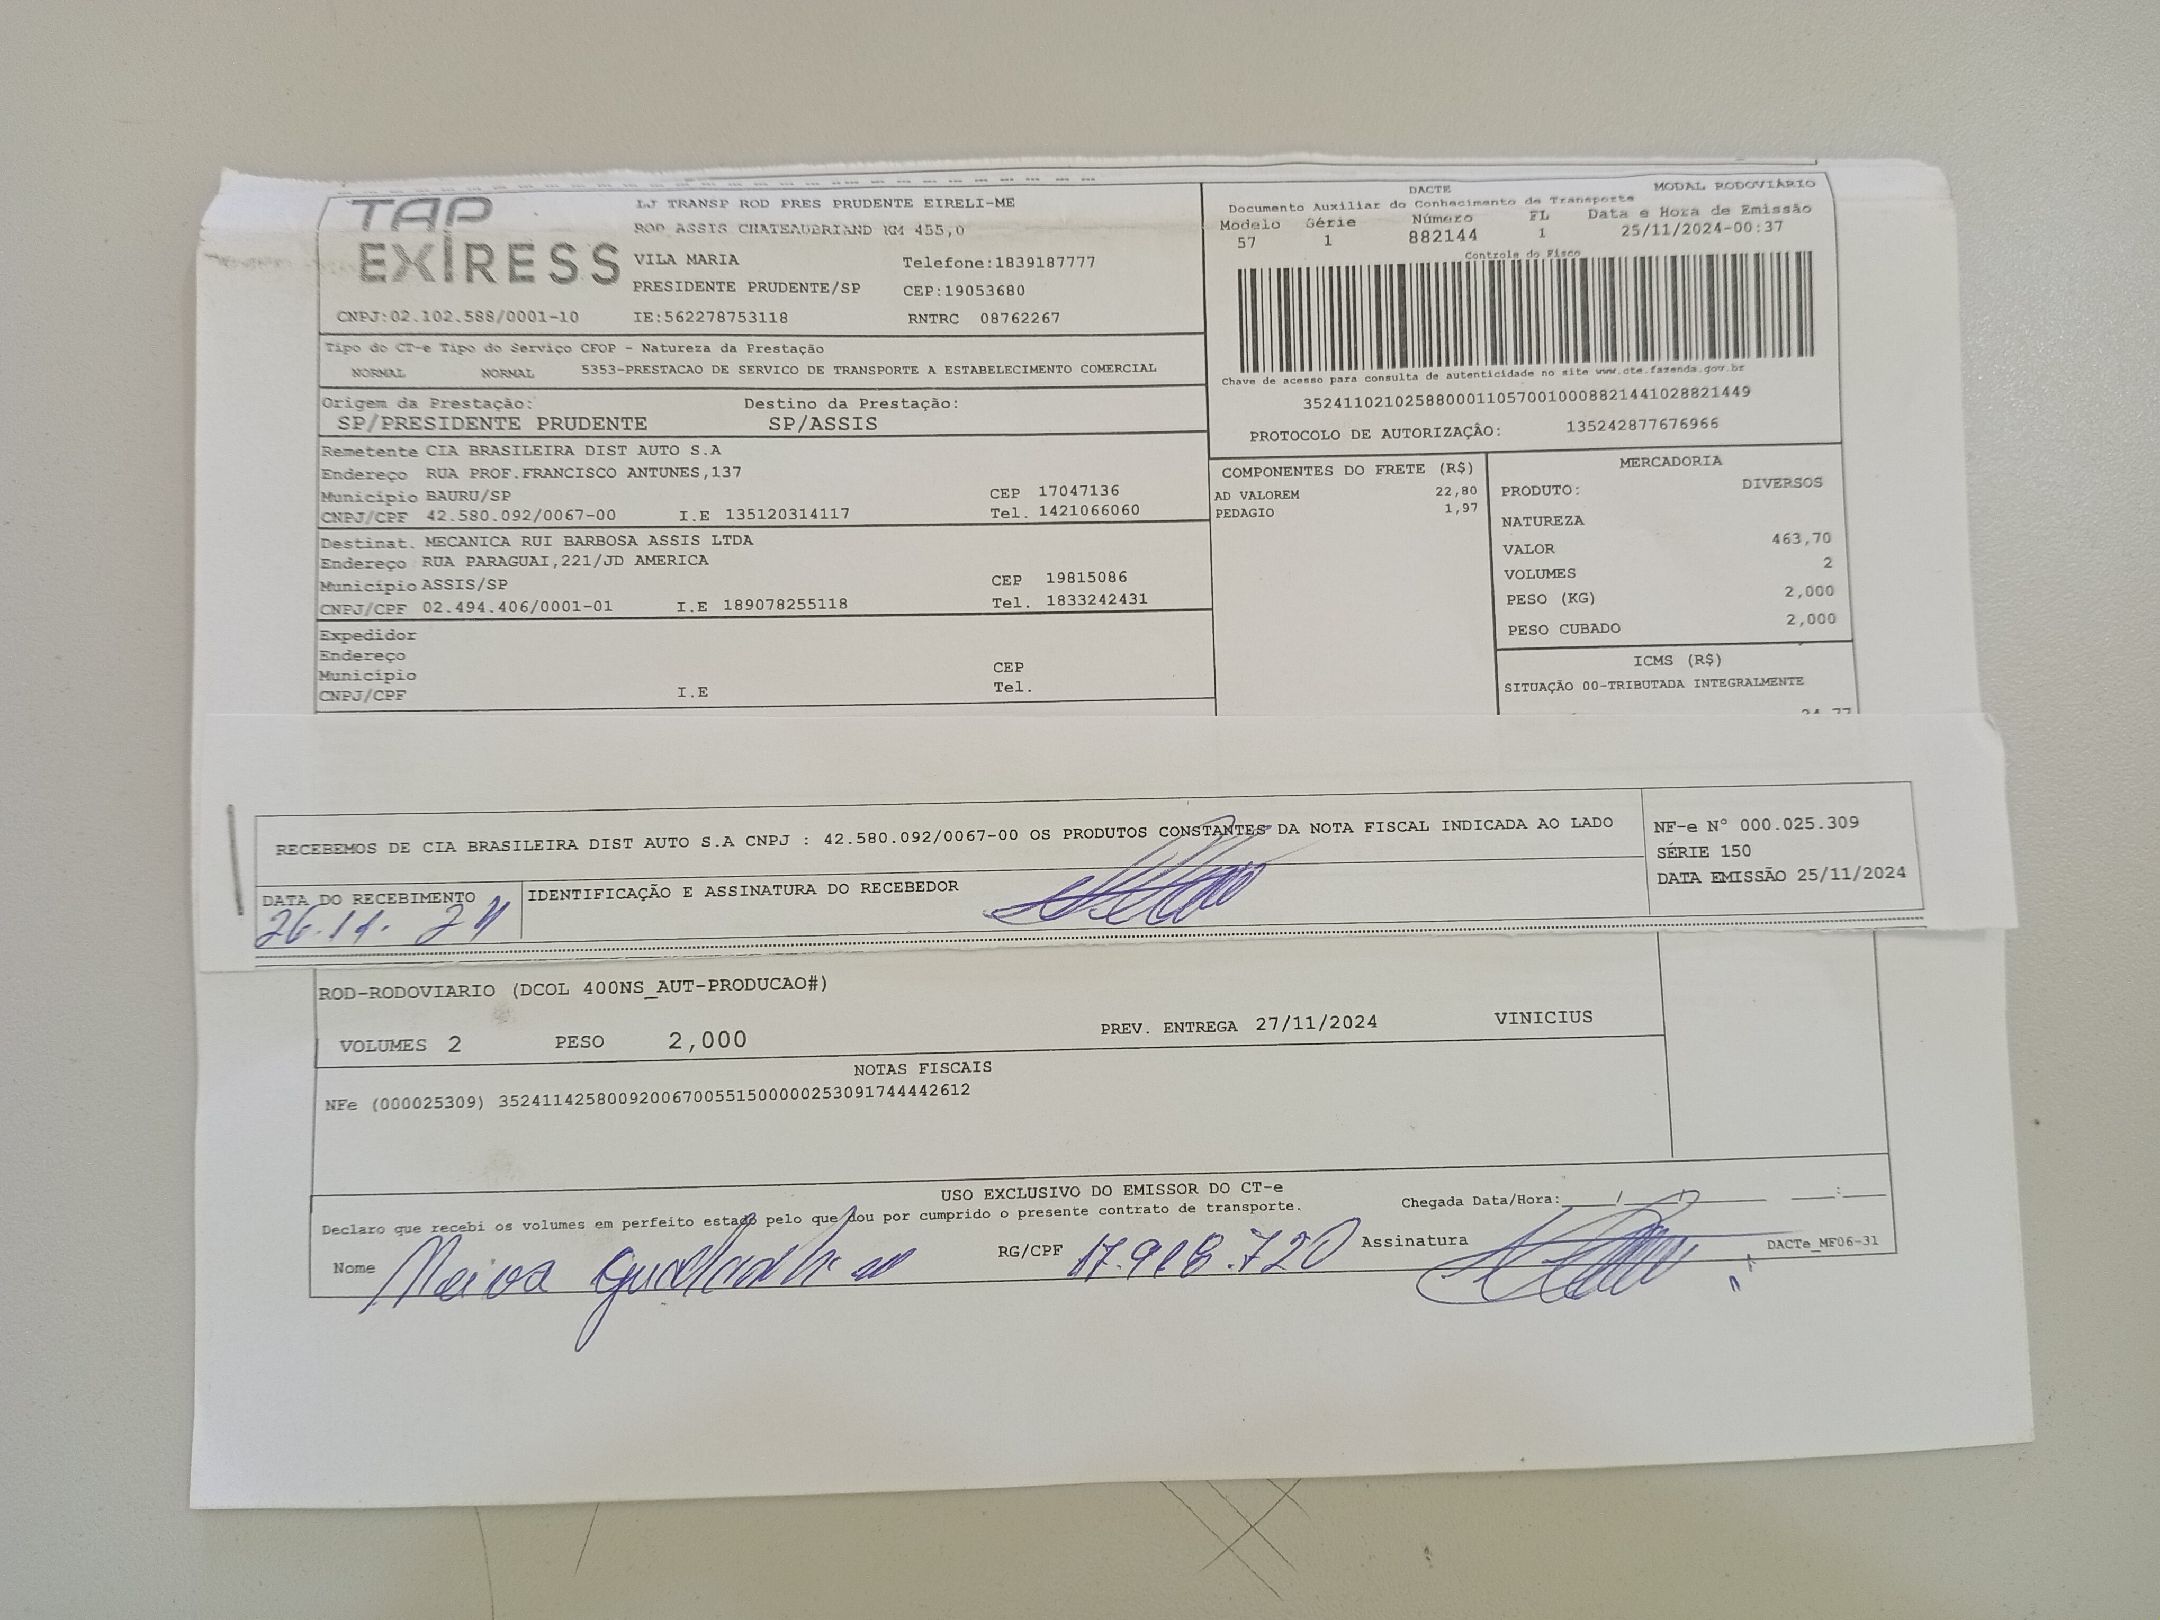 TAP
EXPRESS
LJ TRANSP ROD PRES PRUDENTE EIRELI-ME
ROD ASSIS CHATEAUBRIAND KM 455,0
VILA MARIA Telefone:1839187777
PRESIDENTE PRUDENTE/SP CEP:19053680
CNPJ:02.102.588/0001-10 IE:562278753118 RNTRC 08762267
DACTE MODAL RODOVIÁRIO
Documento Auxiliar do Conhecimento de Transporte
Modelo Série Número FL Data e Hora de Emissão
57 1 882144 1 25/11/2024-00:37
Controle do Fisco
Chave de acesso para consulta de autenticidade no site www.cte.fazenda.gov.br
35241102102588000110570010008821441028821449
PROTOCOLO DE AUTORIZAÇÂO: 135242877676966
Tipo do CT-e Tipo do Serviço CFOP - Natureza da Prestação
NORMAL NORMAL 5353-PRESTACAO DE SERVICO DE TRANSPORTE A ESTABELECIMENTO COMERCIAL
Origem da Prestação: Destino da Prestação:
SP/PRESIDENTE PRUDENTE SP/ASSIS
Remetente CIA BRASILEIRA DIST AUTO S.A
Endereço RUA PROF.FRANCISCO ANTUNES,137
Município BAURU/SP CEP 17047136
CNPJ/CPF 42.580.092/0067-00 I.E 135120314117 Tel. 1421066060
Destinat. MECANICA RUI BARBOSA ASSIS LTDA
Endereço RUA PARAGUAI,221/JD AMERICA
Município ASSIS/SP CEP 19815086
CNPJ/CPF 02.494.406/0001-01 I.E 189078255118 Tel. 1833242431
Expedidor
Endereço
Município CEP
CNPJ/CPF I.E Tel.
COMPONENTES DO FRETE (R$)
AD VALOREM 22,80
PEDAGIO 1,97
MERCADORIA
PRODUTO: DIVERSOS
NATUREZA
VALOR 463,70
VOLUMES 2
PESO (KG) 2,000
PESO CUBADO 2,000
ICMS (R$)
SITUAÇÃO 00-TRIBUTADA INTEGRALMENTE
RECEBEMOS DE CIA BRASILEIRA DIST AUTO S.A CNPJ : 42.580.092/0067-00 OS PRODUTOS CONSTANTES DA NOTA FISCAL INDICADA AO LADO
NF-e Nº 000.025.309
SÉRIE 150
DATA EMISSÃO 25/11/2024
DATA DO RECEBIMENTO IDENTIFICAÇÃO E ASSINATURA DO RECEBEDOR
26.11. 24
ROD-RODOVIARIO (DCOL 400NS_AUT-PRODUCAO#)
VOLUMES 2 PESO 2,000 PREV. ENTREGA 27/11/2024 VINICIUS
NOTAS FISCAIS
NFe (000025309) 35241142580092006700551500000253091744442612
USO EXCLUSIVO DO EMISSOR DO CT-e
Declaro que recebi os volumes em perfeito estado pelo que dou por cumprido o presente contrato de transporte.
Chegada Data/Hora:___/___/______ ___:___
Nome Neiva RG/CPF 17.918.720 Assinatura DACTe_MF06-31